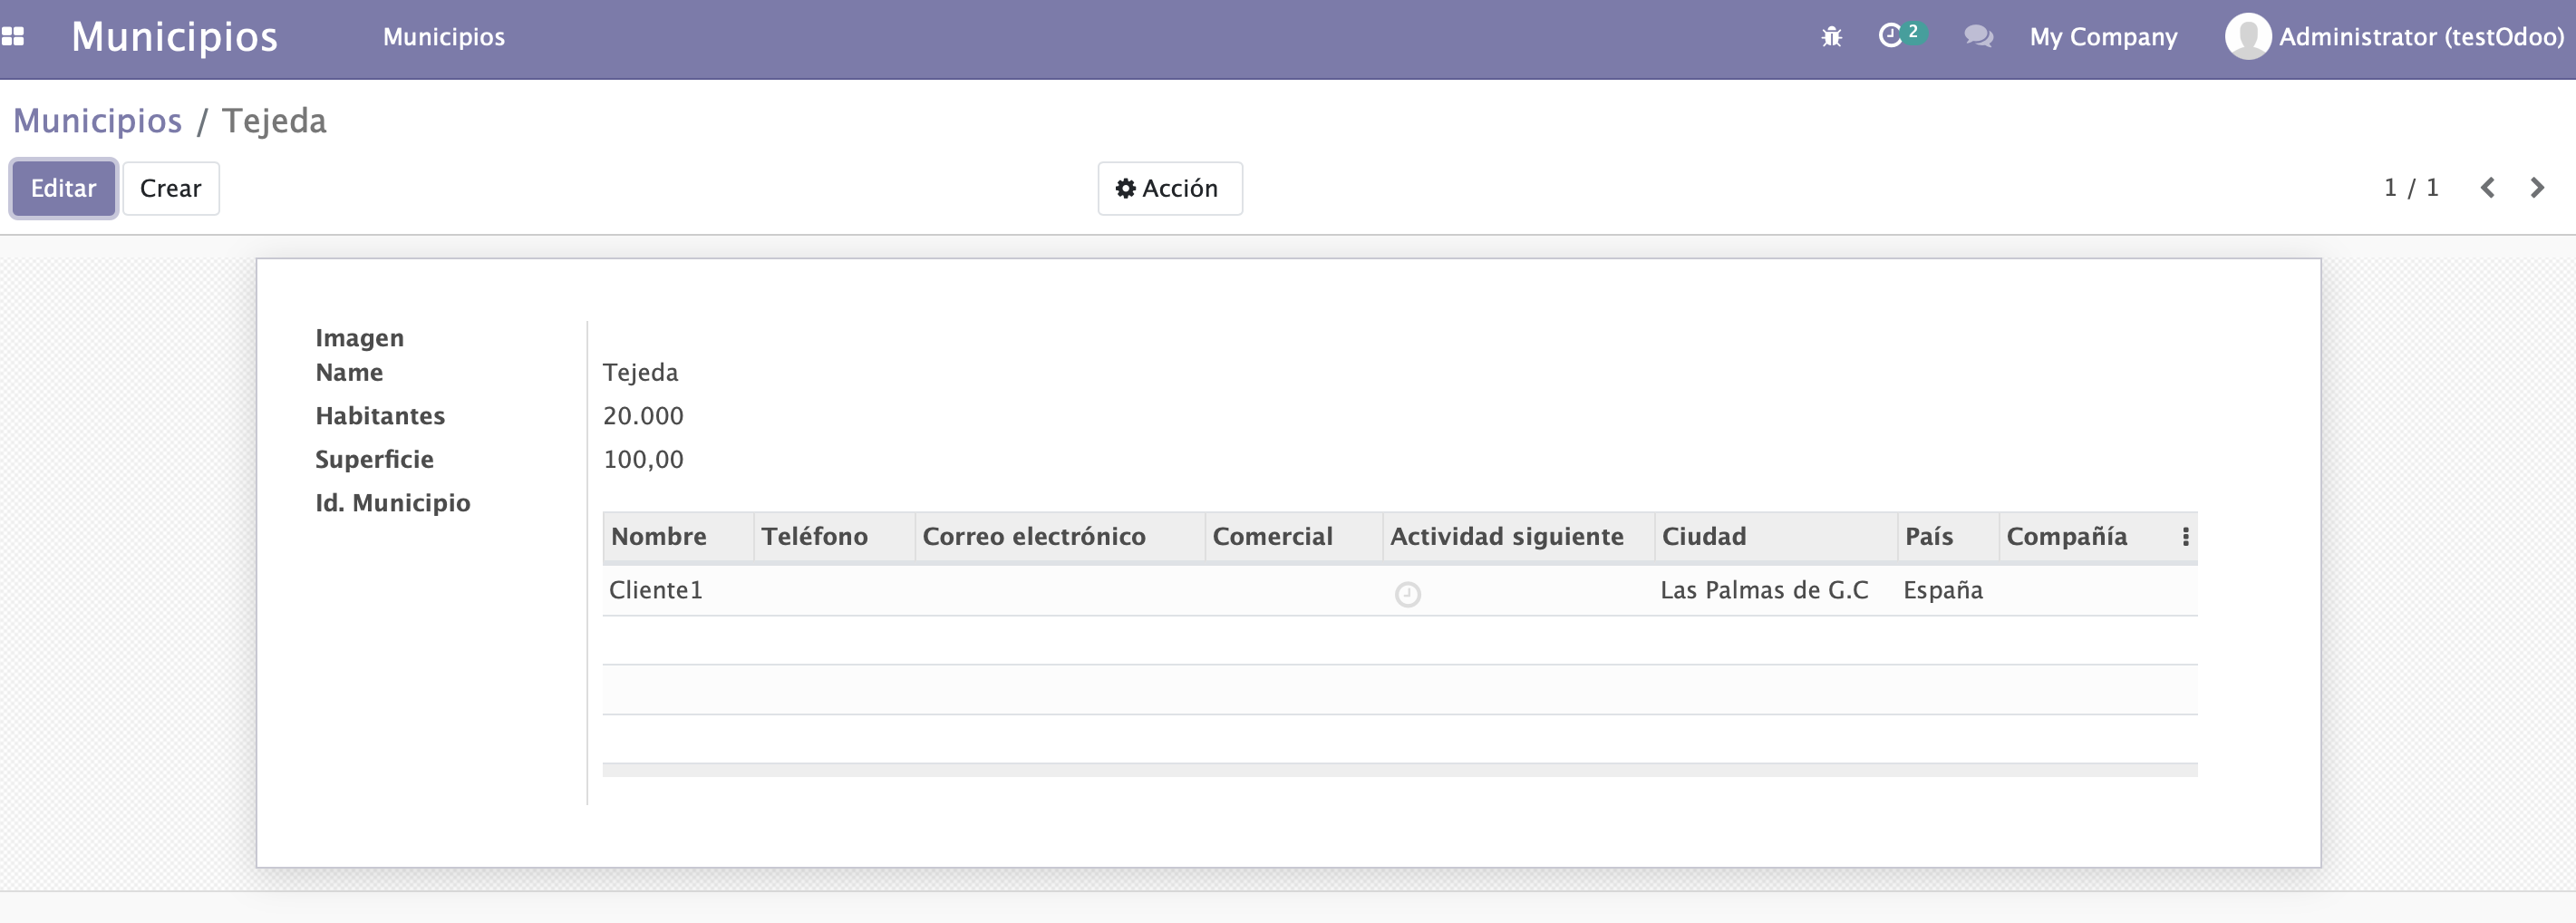 Municipios Municipios 2 My Company Administrator (testOdoo)
Municipios / Tejeda
Editar Crear Acción 1 / 1
Imagen
Name Tejeda
Habitantes 20.000
Superficie 100,00
Id. Municipio
Nombre Teléfono Correo electrónico Comercial Actividad siguiente Ciudad País Compañía
Cliente1 Las Palmas de G.C España